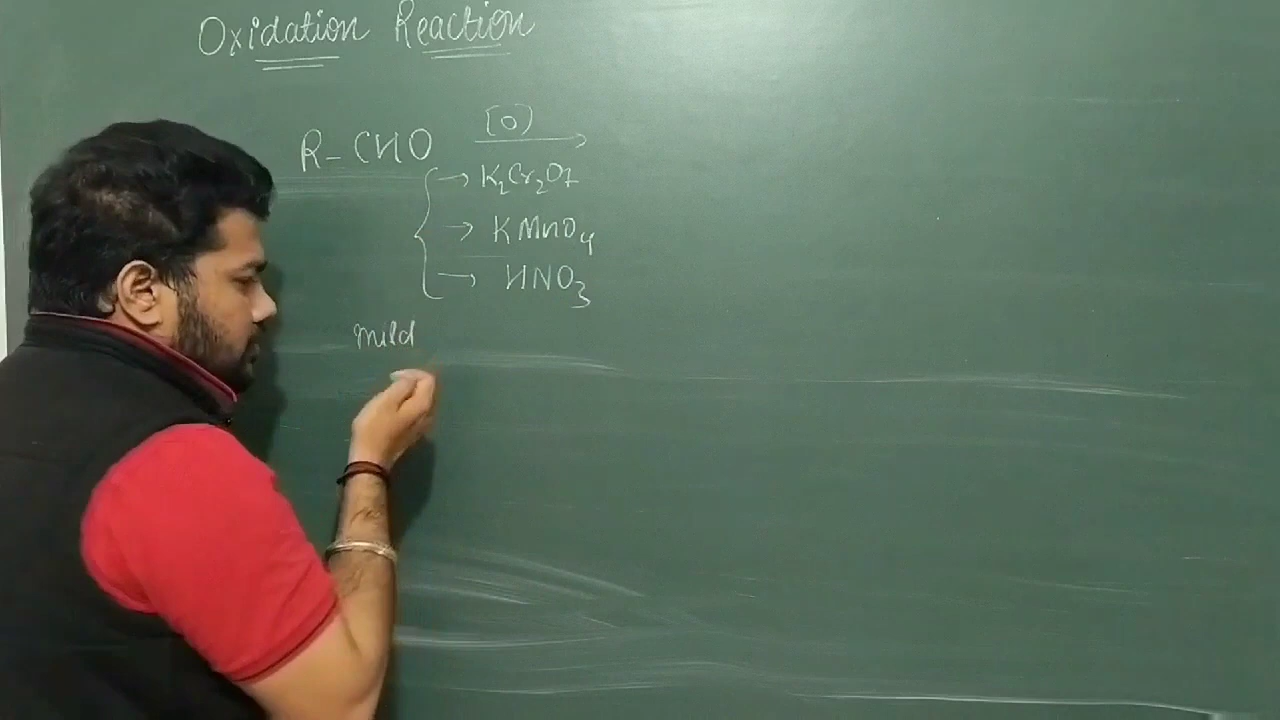 Oxidation Reaction
R-CHO [O] →
→ K₂Cr₂O₇
→ KMnO₄
→ HNO₃
mild